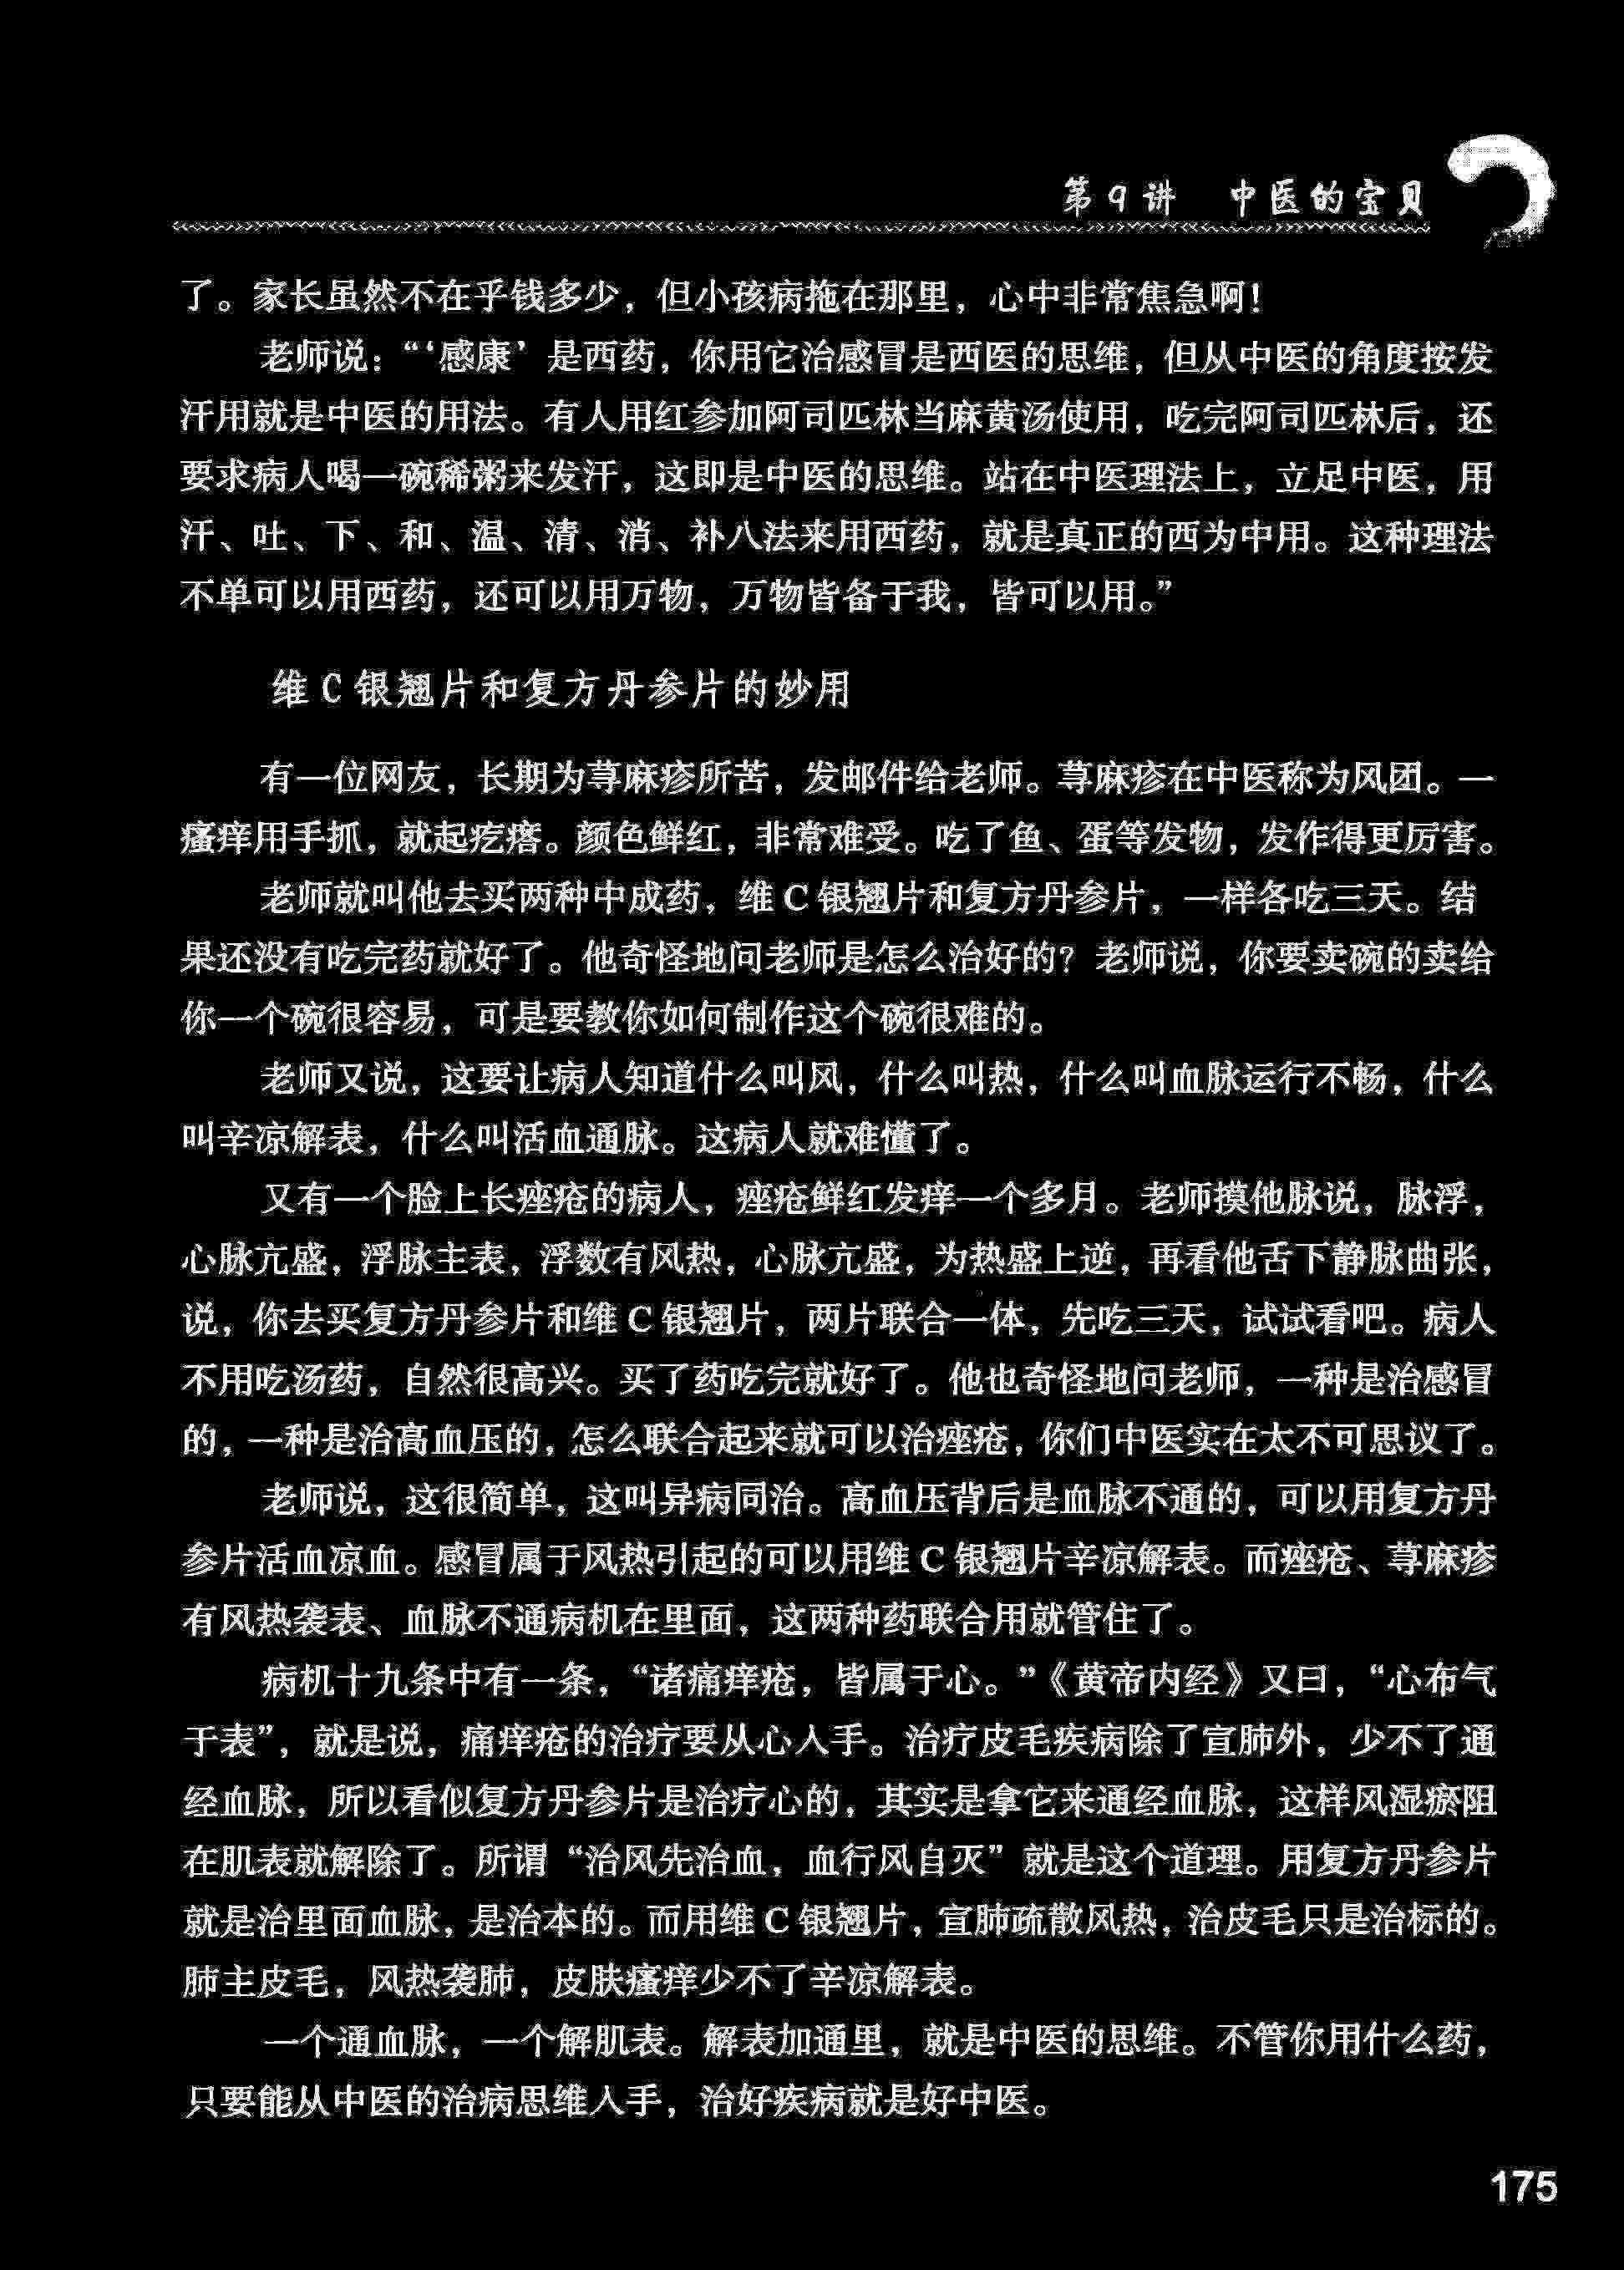 第9讲 中医的宝贝
了。家长虽然不在乎钱多少，但小孩病拖在那里，心中非常焦急啊！
老师说：“‘感康’是西药，你用它治感冒是西医的思维，但从中医的角度按发
汗用就是中医的用法。有人用红参加阿司匹林当麻黄汤使用，吃完阿司匹林后，还
要求病人喝一碗稀粥来发汗，这即是中医的思维。站在中医理法上，立足中医，用
汗、吐、下、和、温、清、消、补八法来用西药，就是真正的西为中用。这种理法
不单可以用西药，还可以用万物，万物皆备于我，皆可以用。”
维C银翘片和复方丹参片的妙用
有一位网友，长期为荨麻疹所苦，发邮件给老师。荨麻疹在中医称为风团。一
瘙痒用手抓，就起疙瘩。颜色鲜红，非常难受。吃了鱼、蛋等发物，发作得更厉害。
老师就叫他去买两种中成药，维C银翘片和复方丹参片，一样各吃三天。结
果还没有吃完药就好了。他奇怪地问老师是怎么治好的？老师说，你要卖碗的卖给
你一个碗很容易，可是要教你如何制作这个碗很难的。
老师又说，这要让病人知道什么叫风，什么叫热，什么叫血脉运行不畅，什么
叫辛凉解表，什么叫活血通脉。这病人就难懂了。
又有一个脸上长痤疮的病人，痤疮鲜红发痒一个多月。老师摸他脉说，脉浮，
心脉亢盛，浮脉主表，浮数有风热，心脉亢盛，为热盛上逆，再看他舌下静脉曲张，
说，你去买复方丹参片和维C银翘片，两片联合一体，先吃三天，试试看吧。病人
不用吃汤药，自然很高兴。买了药吃完就好了。他也奇怪地问老师，一种是治感冒
的，一种是治高血压的，怎么联合起来就可以治痤疮，你们中医实在太不可思议了。
老师说，这很简单，这叫异病同治。高血压背后是血脉不通的，可以用复方丹
参片活血凉血。感冒属于风热引起的可以用维C银翘片辛凉解表。而痤疮、荨麻疹
有风热袭表、血脉不通病机在里面，这两种药联合用就管住了。
病机十九条中有一条，“诸痛痒疮，皆属于心。”《黄帝内经》又曰，“心布气
于表”，就是说，痛痒疮的治疗要从心入手。治疗皮毛疾病除了宣肺外，少不了通
经血脉，所以看似复方丹参片是治疗心的，其实是拿它来通经血脉，这样风湿瘀阻
在肌表就解除了。所谓“治风先治血，血行风自灭”就是这个道理。用复方丹参片
就是治里面血脉，是治本的。而用维C银翘片，宣肺疏散风热，治皮毛只是治标的。
肺主皮毛，风热袭肺，皮肤瘙痒少不了辛凉解表。
一个通血脉，一个解肌表。解表加通里，就是中医的思维。不管你用什么药，
只要能从中医的治病思维入手，治好疾病就是好中医。
175